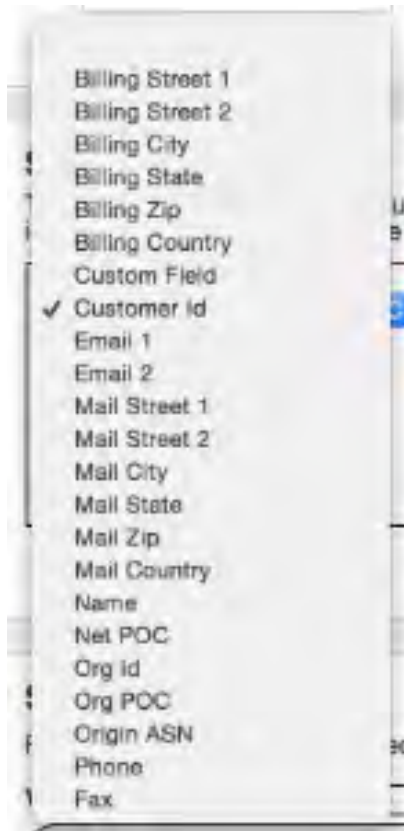 Billing Street 1
Billing Street 2
Billing City
Billing State
Billing Zip
Billing Country
Custom Field
✓ Customer Id
Email 1
Email 2
Mail Street 1
Mail Street 2
Mail City
Mail State
Mail Zip
Mail Country
Name
Net POC
Org Id
Org POC
Origin ASN
Phone
Fax